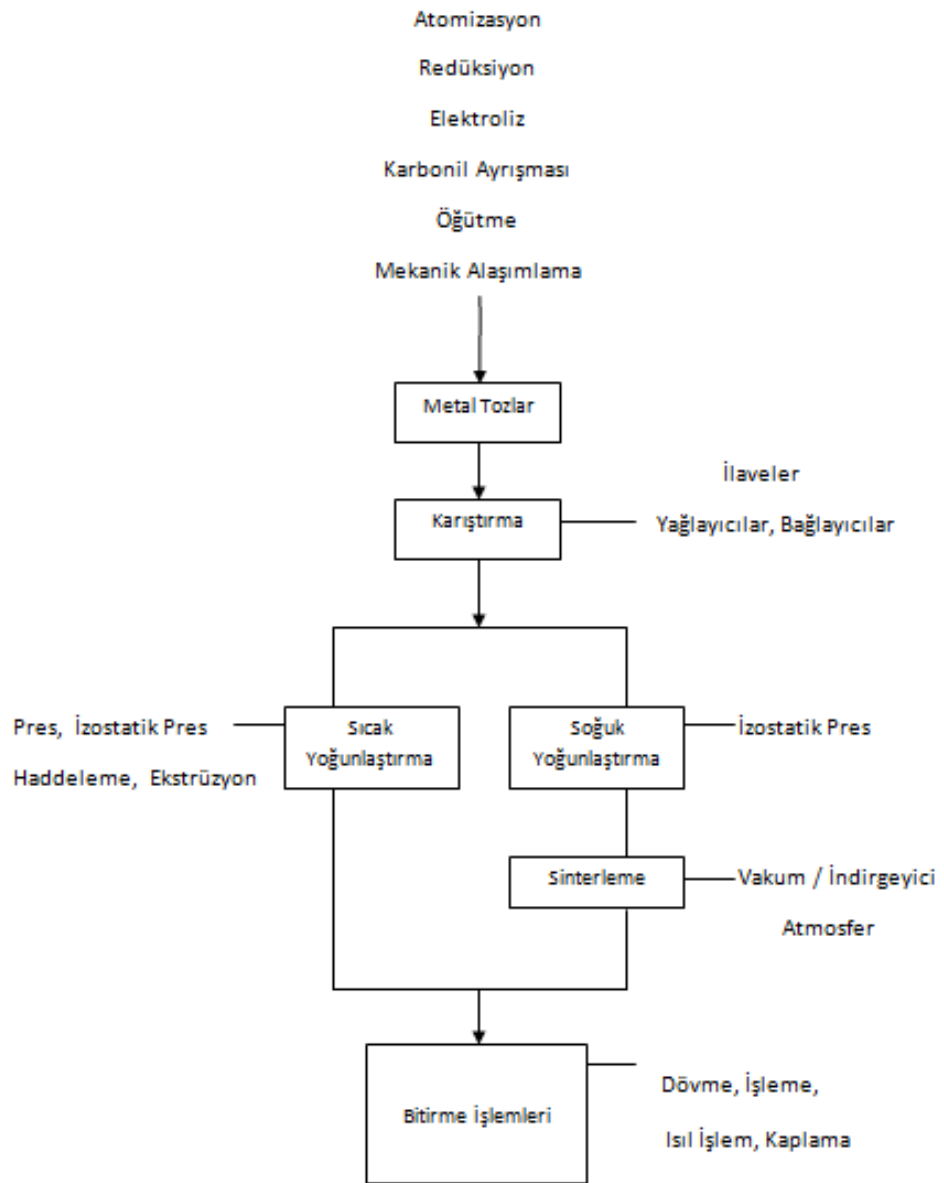 Atomizasyon
Redüksiyon
Elektroliz
Karbonil Ayrışması
Öğütme
Mekanik Alaşımlama
Metal Tozlar
İlaveler
Karıştırma
Yağlayıcılar, Bağlayıcılar
Pres, İzostatik Pres
Haddeleme, Ekstrüzyon
Sıcak
Yoğunlaştırma
Soğuk
Yoğunlaştırma
İzostatik Pres
Sinterleme
Vakum / İndirgeyici
Atmosfer
Bitirme İşlemleri
Dövme, İşleme,
Isıl İşlem, Kaplama